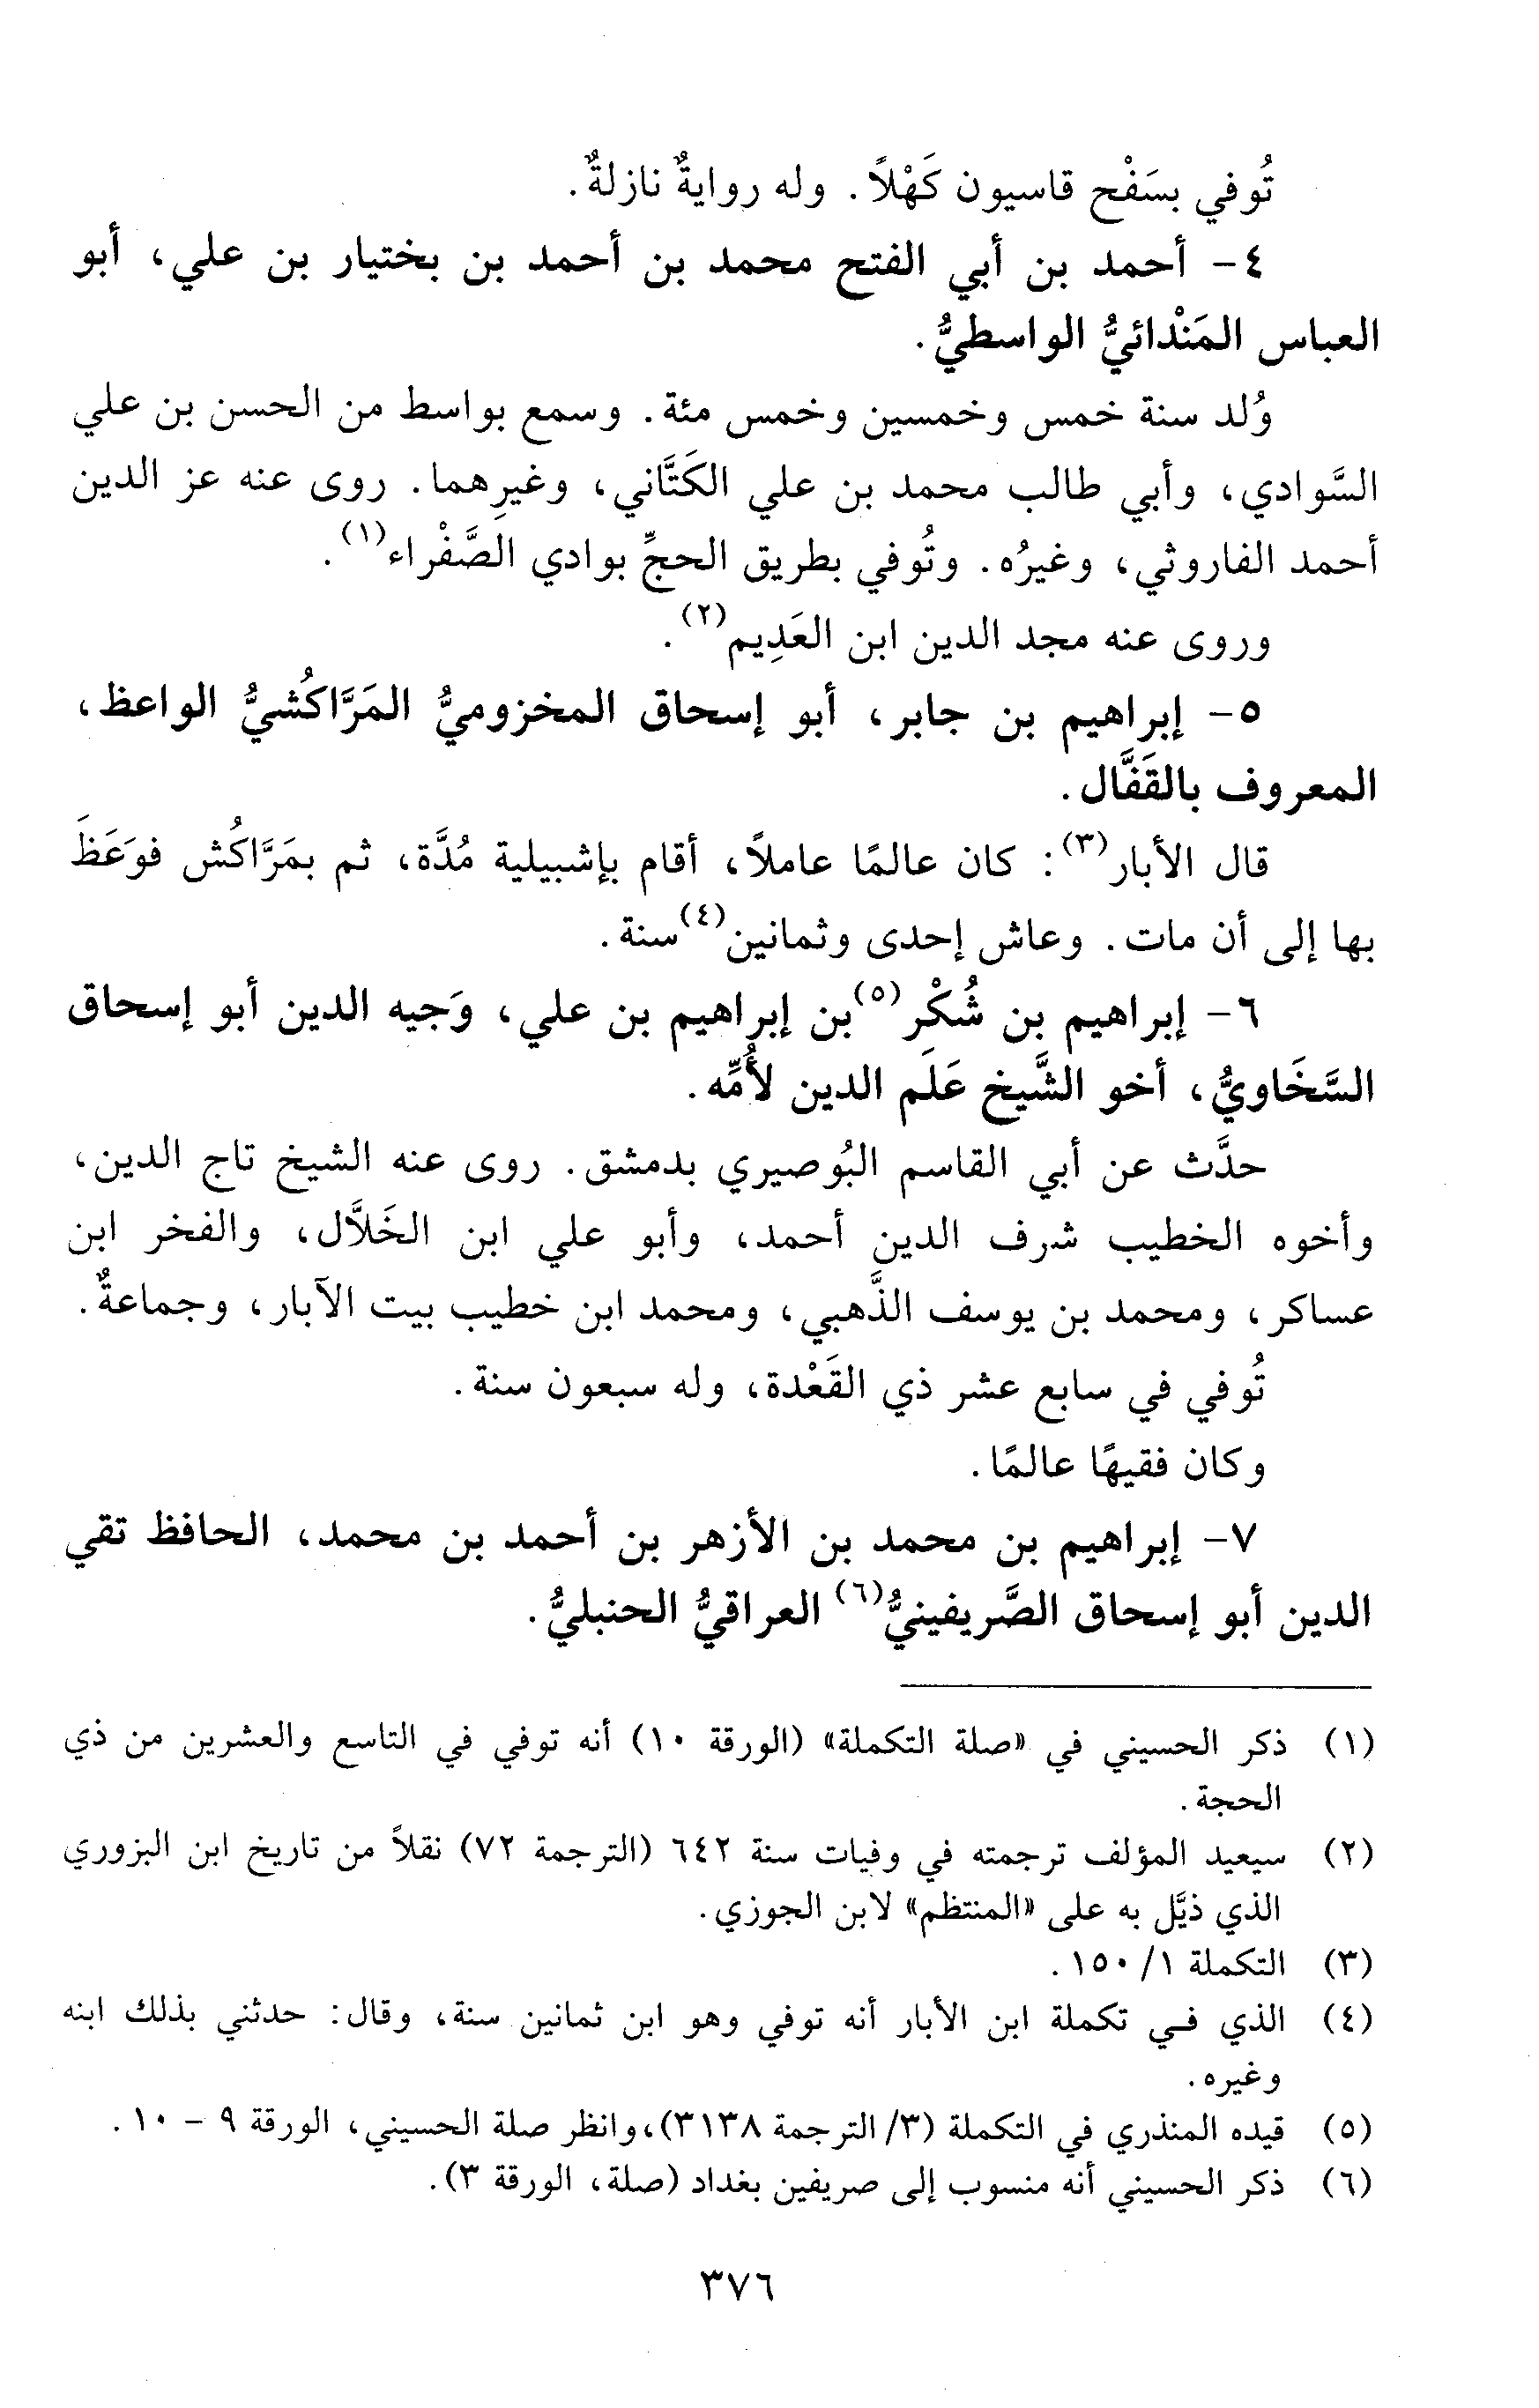 تُوفي بسَفْح قاسيون كَهْلاً. وله روايةٌ نازلةٌ.
٤- أحمد بن أبي الفتح محمد بن أحمد بن بختيار بن علي، أبو
العباس المَنْدائيُّ الواسطيُّ.
وُلد سنة خمس وخمسين وخمس مئة. وسمع بواسط من الحسن بن علي
السَّوادي، وأبي طالب محمد بن علي الكَتَّاني، وغيرِهما. روى عنه عز الدين
أحمد الفاروثي، وغيرُه. وتُوفي بطريق الحجِّ بوادي الصَّفْراء(١).
وروى عنه مجد الدين ابن العَدِيم(٢).
٥- إبراهيم بن جابر، أبو إسحاق المخزوميُّ المَرَّاكُشيُّ الواعظ،
المعروف بالقَفَّال.
قال الأبار(٣): كان عالمًا عاملاً، أقام بإشبيلية مُدَّة، ثم بمَرَّاكُش فوَعَظَ
بها إلى أن مات. وعاش إحدى وثمانين(٤) سنة.
٦- إبراهيم بن شُكْر(٥) بن إبراهيم بن علي، وَجيه الدين أبو إسحاق
السَّخَاويُّ، أخو الشَّيخ عَلَم الدين لأُمِّه.
حدَّث عن أبي القاسم البُوصيري بدمشق. روى عنه الشيخ تاج الدين،
وأخوه الخطيب شرف الدين أحمد، وأبو علي ابن الخَلاَّل، والفخر ابن
عساكر، ومحمد بن يوسف الذَّهبي، ومحمد ابن خطيب بيت الآبار، وجماعةٌ.
تُوفي في سابع عشر ذي القَعْدة، وله سبعون سنة.
وكان فقيهًا عالمًا.
٧- إبراهيم بن محمد بن الأزهر بن أحمد بن محمد، الحافظ تقي
الدين أبو إسحاق الصَّريفينيُّ(٦) العراقيُّ الحنبليُّ.
(١) ذكر الحسيني في «صلة التكملة» (الورقة ١٠) أنه توفي في التاسع والعشرين من ذي
الحجة.
(٢) سيعيد المؤلف ترجمته في وفيات سنة ٦٤٢ (الترجمة ٧٢) نقلاً من تاريخ ابن البزوري
الذي ذيَّل به على «المنتظم» لابن الجوزي.
(٣) التكملة ١/ ١٥٠.
(٤) الذي في تكملة ابن الأبار أنه توفي وهو ابن ثمانين سنة، وقال: حدثني بذلك ابنه
وغيره.
(٥) قيده المنذري في التكملة (٣/ الترجمة ٣١٣٨)،وانظر صلة الحسيني، الورقة ٩ - ١٠.
(٦) ذكر الحسيني أنه منسوب إلى صريفين بغداد (صلة، الورقة ٣).
٣٧٦